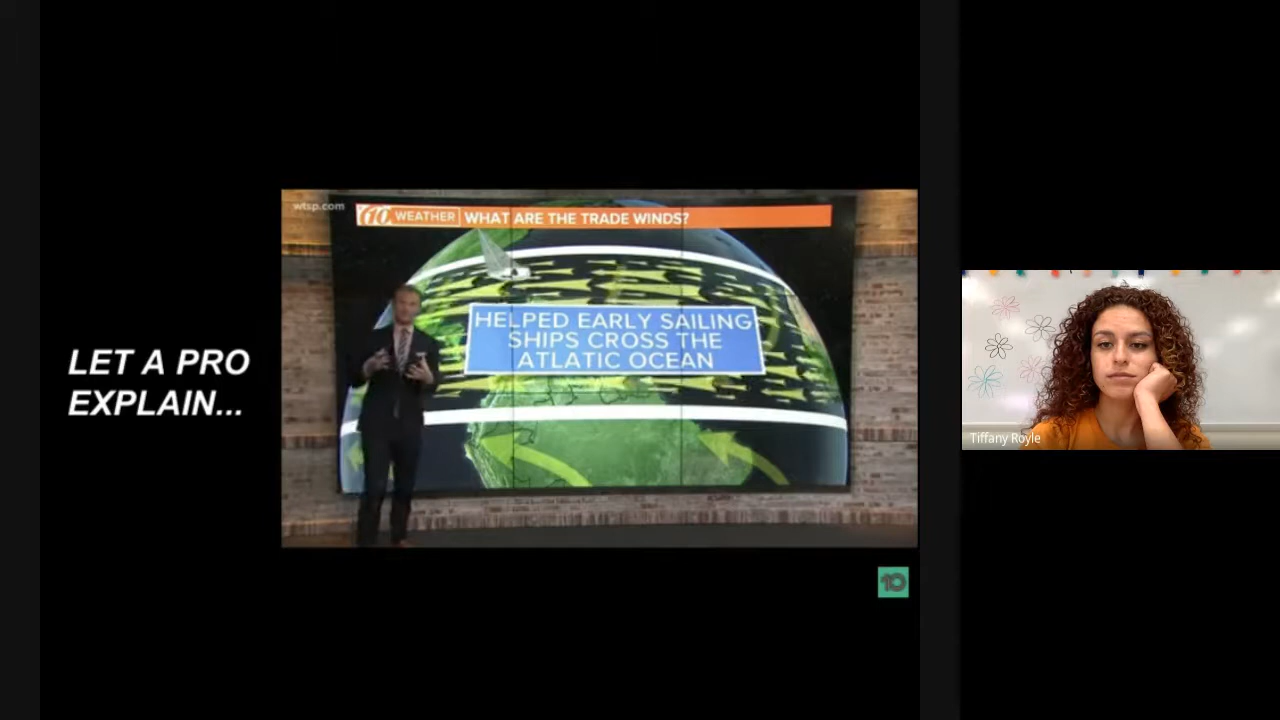 wtsp.com
10 WEATHER WHAT ARE THE TRADE WINDS?
HELPED EARLY SAILING
SHIPS CROSS THE
ATLATIC OCEAN
LET A PRO
EXPLAIN...
Tiffany Royle
10